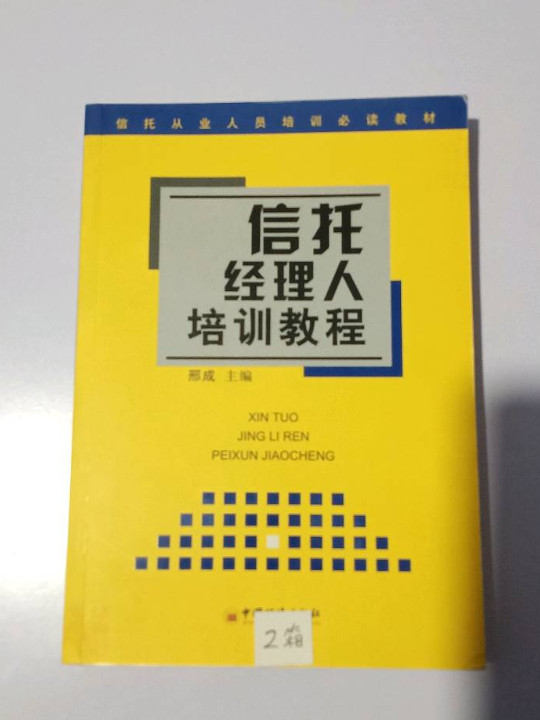 信托从业人员培训必读教材
信托
经理人
培训教程
邢成 主编
XIN TUO
JING LI REN
PEIXUN JIAOCHENG
2箱